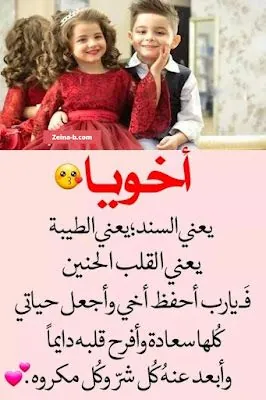 Zeina-b.com
أخويا
يعني السند؛يعني الطيبة
يعني القلب الحنين
فَـ يارب أحفظ أخي وأجعل حياتي
كُلها سعادة وأفرح قلبه دايماً
وأبعد عنهُ كُل شرّ وكُل مكروه.